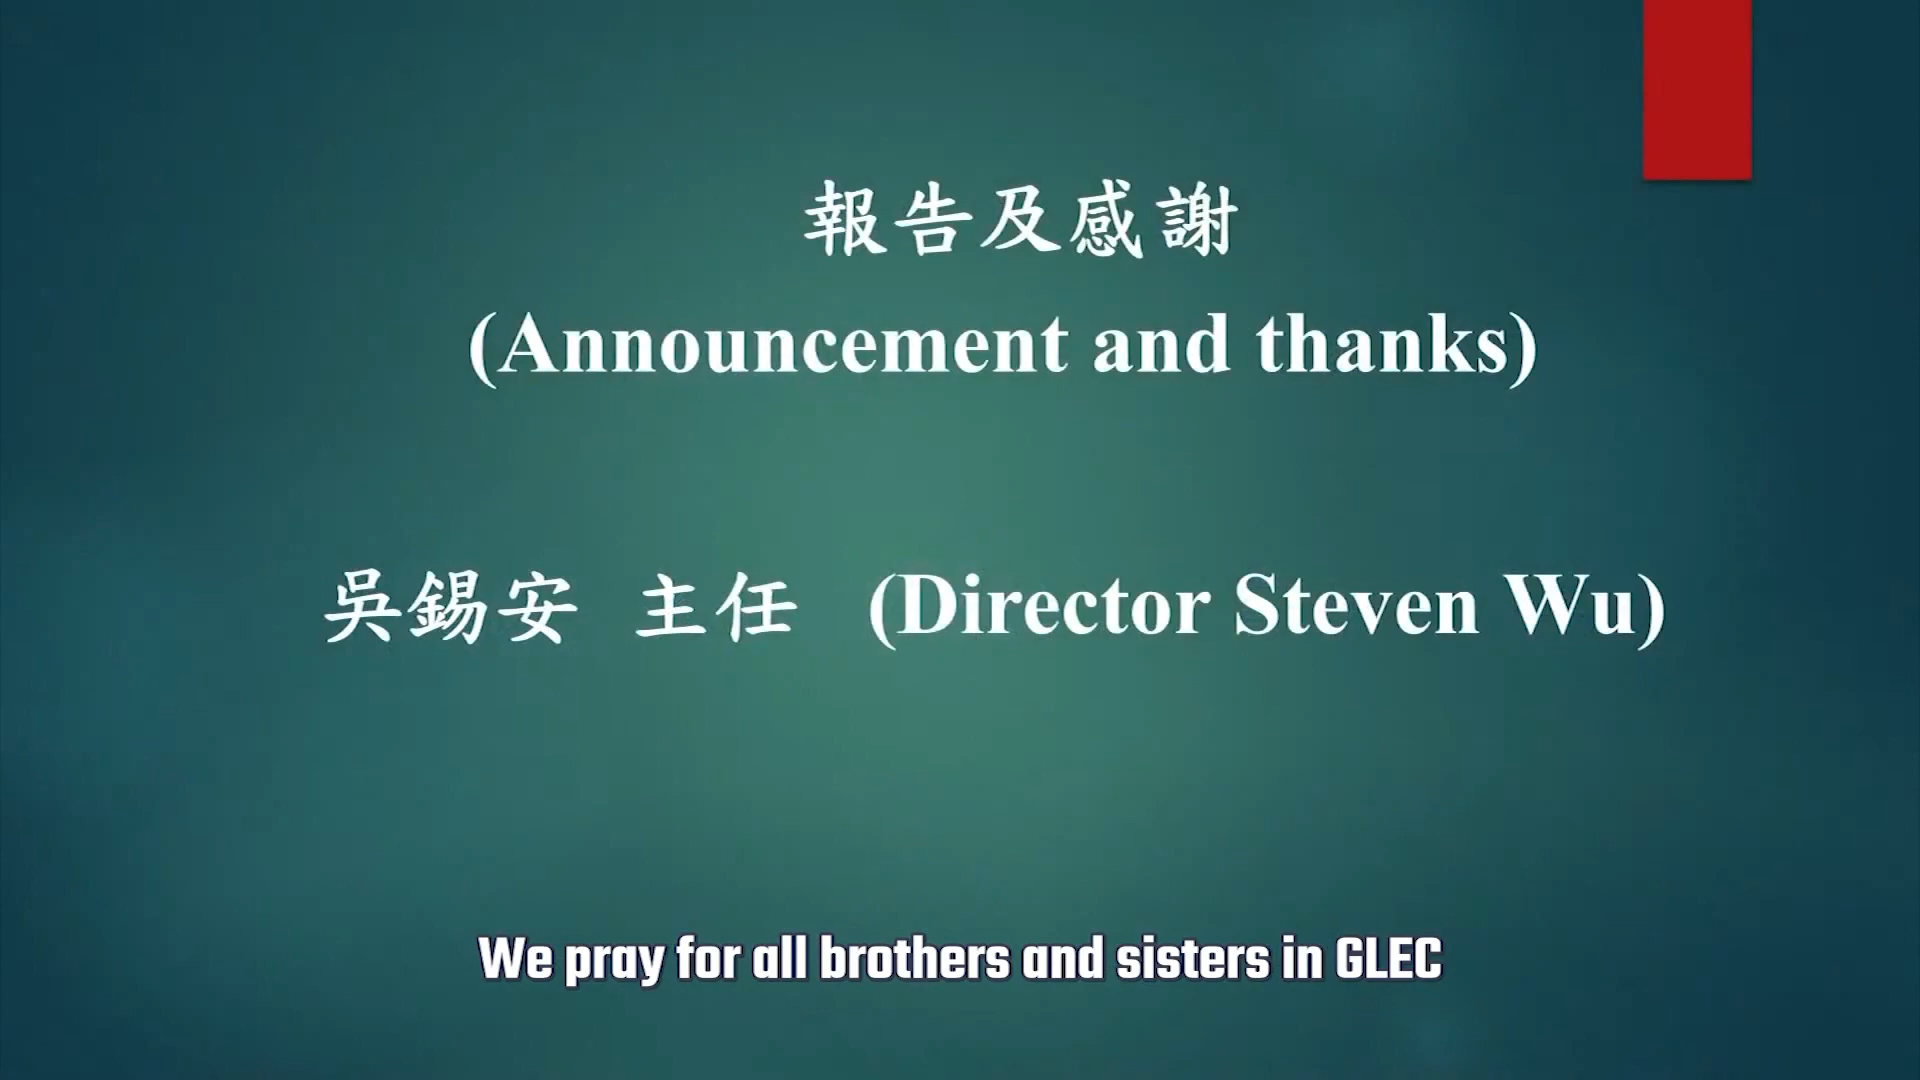 報告及感謝
(Announcement and thanks)
吳錫安 主任 (Director Steven Wu)
We pray for all brothers and sisters in GLEC